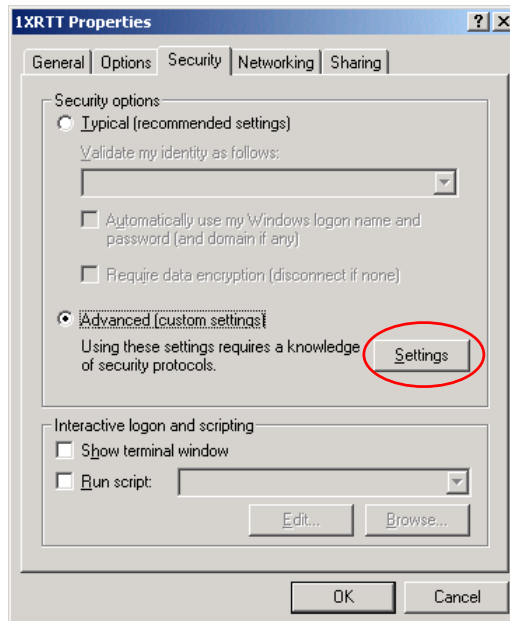 1XRTT Properties
General Options Security Networking Sharing
Security options
Typical (recommended settings)
Validate my identity as follows:
Automatically use my Windows logon name and
password (and domain if any)
Require data encryption (disconnect if none)
Advanced (custom settings)
Using these settings requires a knowledge
of security protocols.
Settings
Interactive logon and scripting
Show terminal window
Run script:
Edit... Browse...
OK Cancel